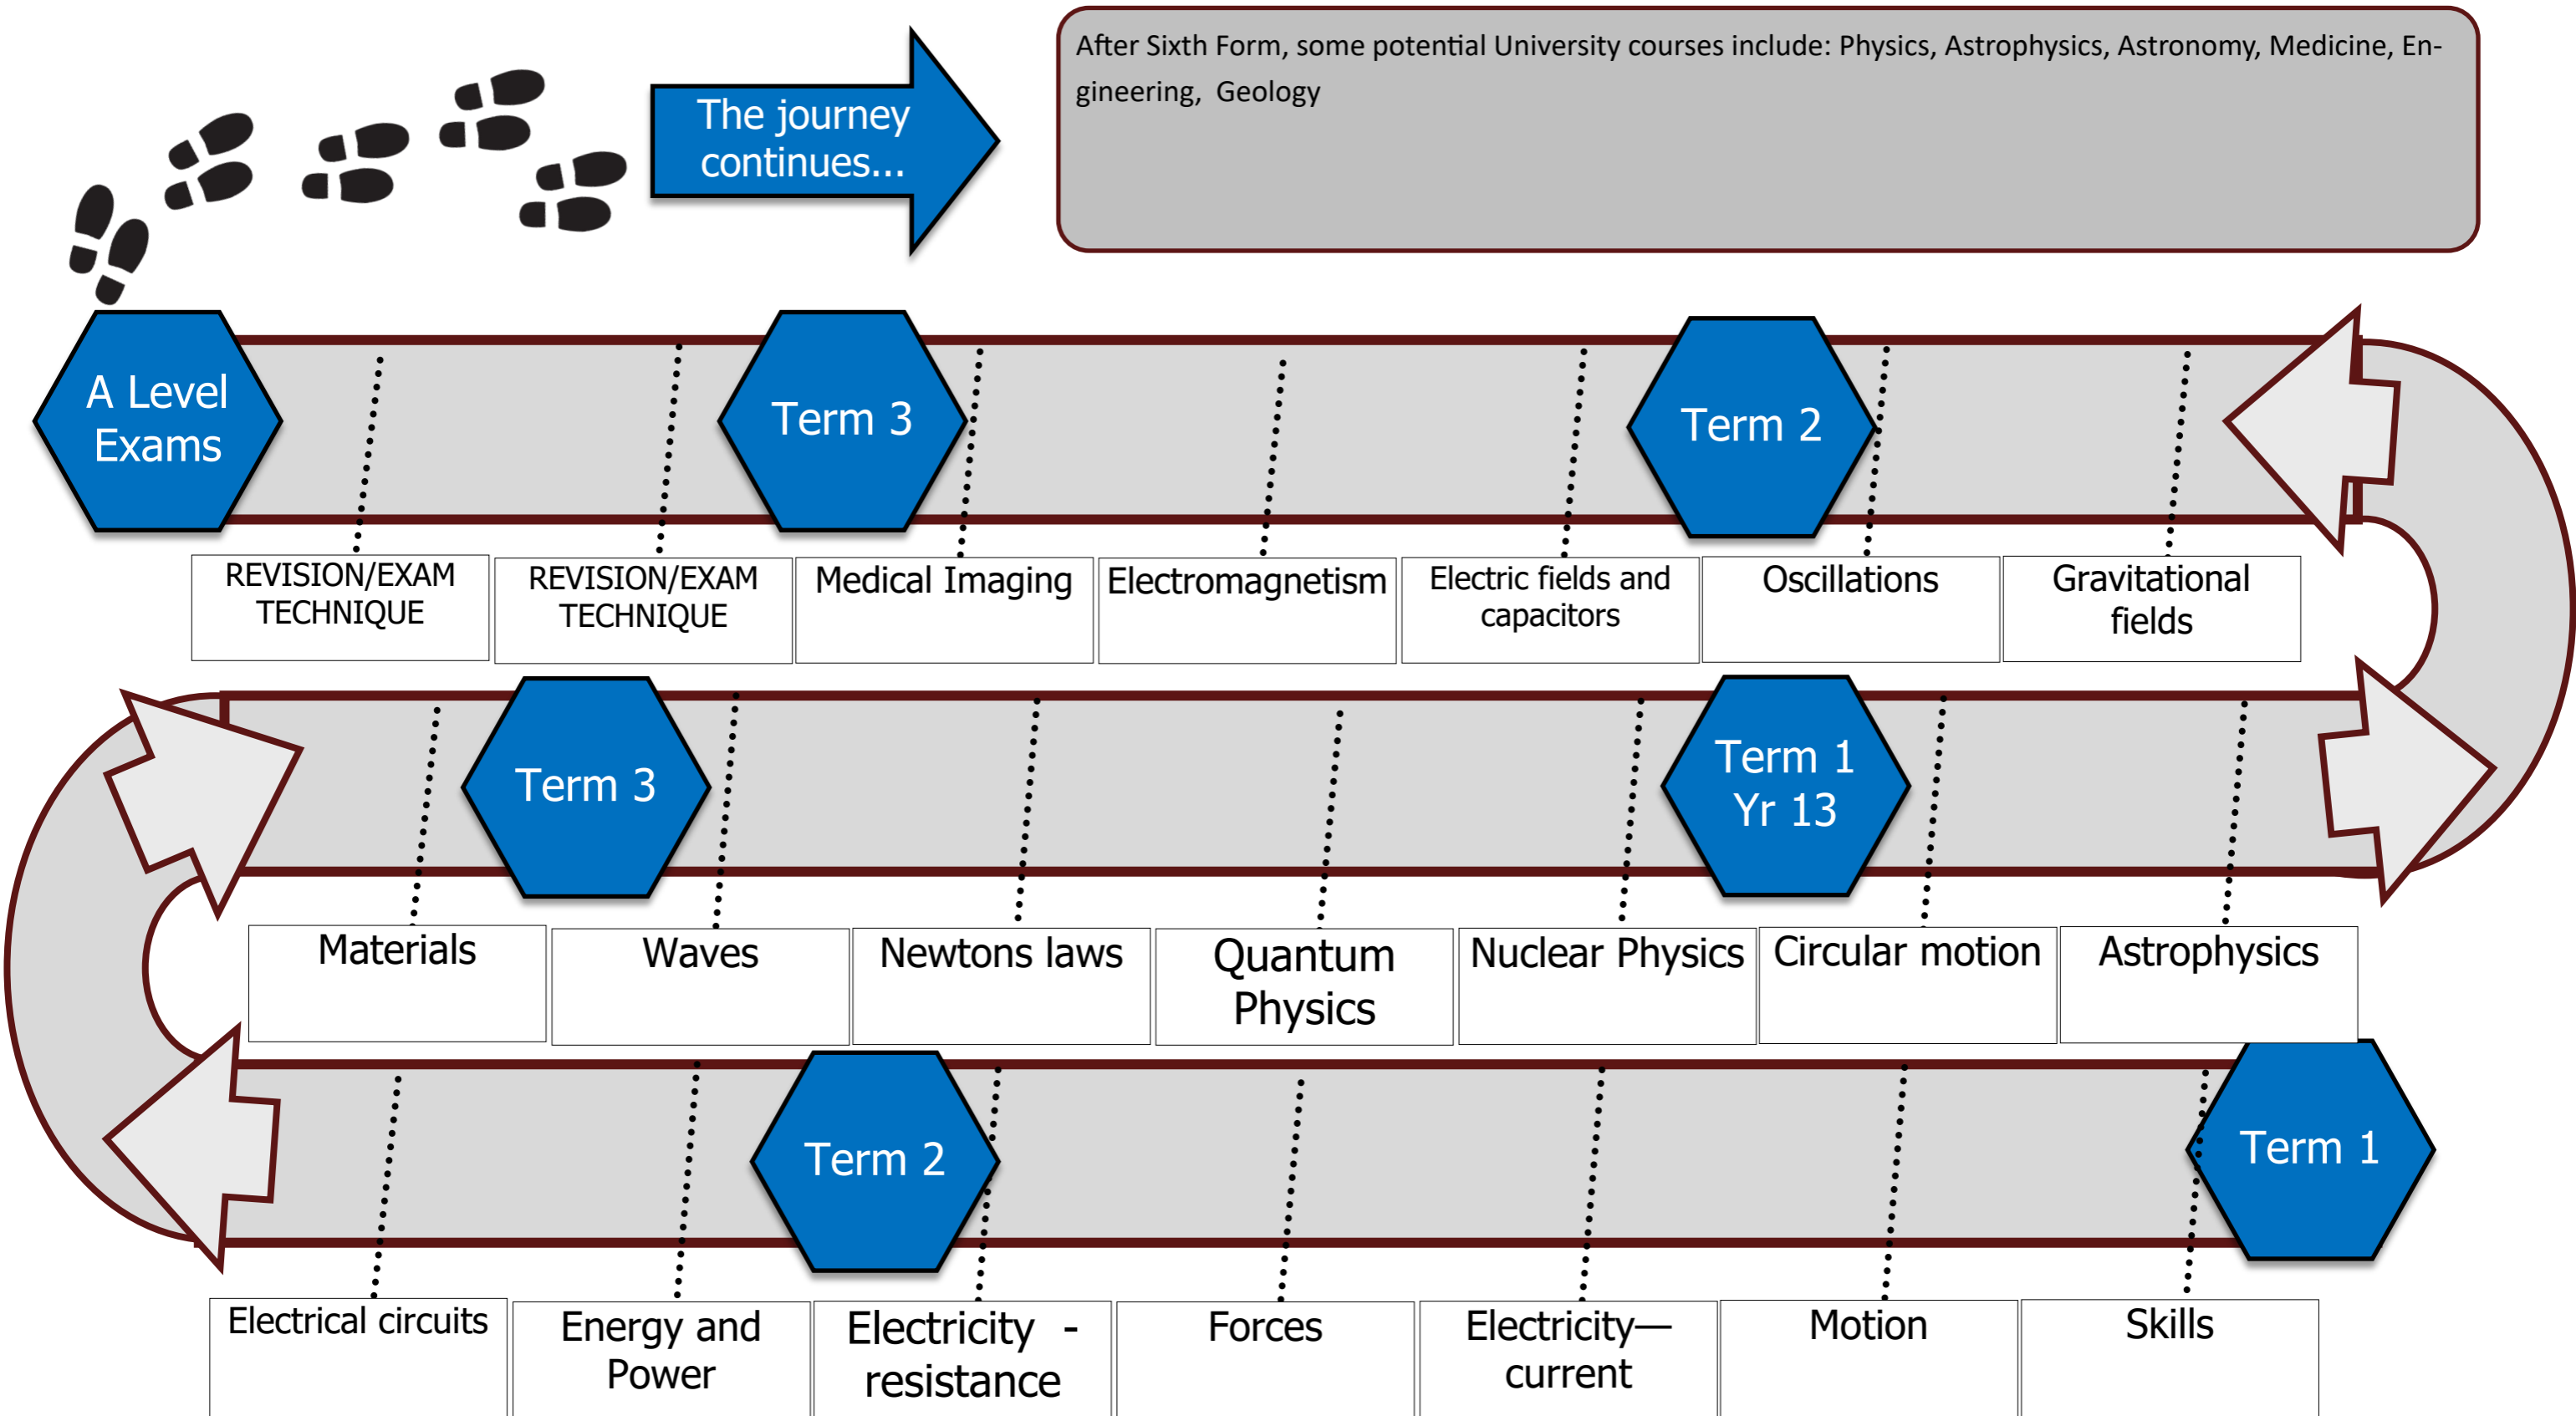 After Sixth Form, some potential University courses include: Physics, Astrophysics, Astronomy, Medicine, En-
gineering, Geology
The journey
continues...
A Level
Exams
Term 3
Term 2
REVISION/EXAM
TECHNIQUE
REVISION/EXAM
TECHNIQUE
Medical Imaging
Electromagnetism
Electric fields and
capacitors
Oscillations
Gravitational
fields
Term 3
Term 1
Yr 13
Materials
Waves
Newtons laws
Quantum
Physics
Nuclear Physics
Circular motion
Astrophysics
Term 2
Term 1
Electrical circuits
Energy and
Power
Electricity -
resistance
Forces
Electricity—
current
Motion
Skills